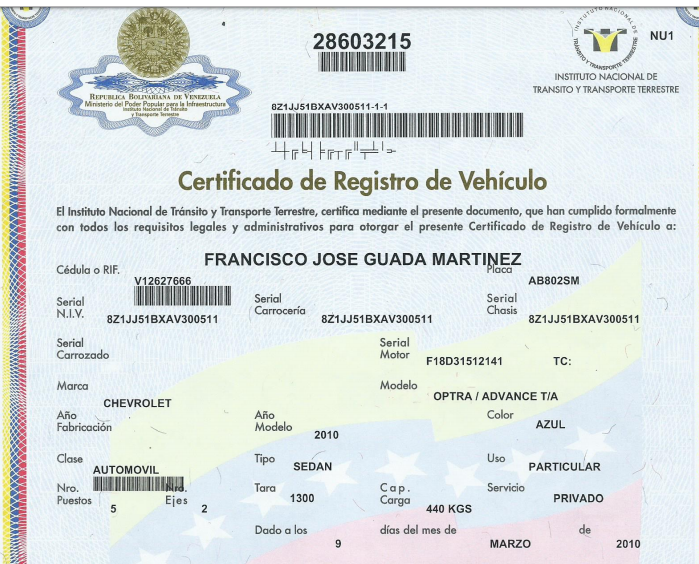 28603215
NU1
REPUBLICA BOLIVARIANA DE VENEZUELA
Ministerio del Poder Popular para la Infraestructura
Instituto Nacional de Tránsito
y Transporte Terrestre
INSTITUTO NACIONAL DE TRÁNSITO Y TRANSPORTE TERRESTRE
INSTITUTO NACIONAL DE
TRANSITO Y TRANSPORTE TERRESTRE
8Z1JJ51BXAV300511-1-1
Certificado de Registro de Vehículo
El Instituto Nacional de Tránsito y Transporte Terrestre, certifica mediante el presente documento, que han cumplido formalmente
con todos los requisitos legales y administrativos para otorgar el presente Certificado de Registro de Vehículo a:
FRANCISCO JOSE GUADA MARTINEZ
Cédula o RIF. V12627666 Placa AB802SM
Serial N.I.V. 8Z1JJ51BXAV300511 Serial Carrocería 8Z1JJ51BXAV300511 Serial Chasis 8Z1JJ51BXAV300511
Serial Carrozado Serial Motor F18D31512141 TC:
Marca CHEVROLET Modelo OPTRA / ADVANCE T/A
Año Fabricación Año Modelo 2010 Color AZUL
Clase AUTOMOVIL Tipo SEDAN Uso PARTICULAR
Nro. Puestos 5 Nro. Ejes 2 Tara 1300 Cap. Carga 440 KGS Servicio PRIVADO
Dado a los 9 días del mes de MARZO de 2010